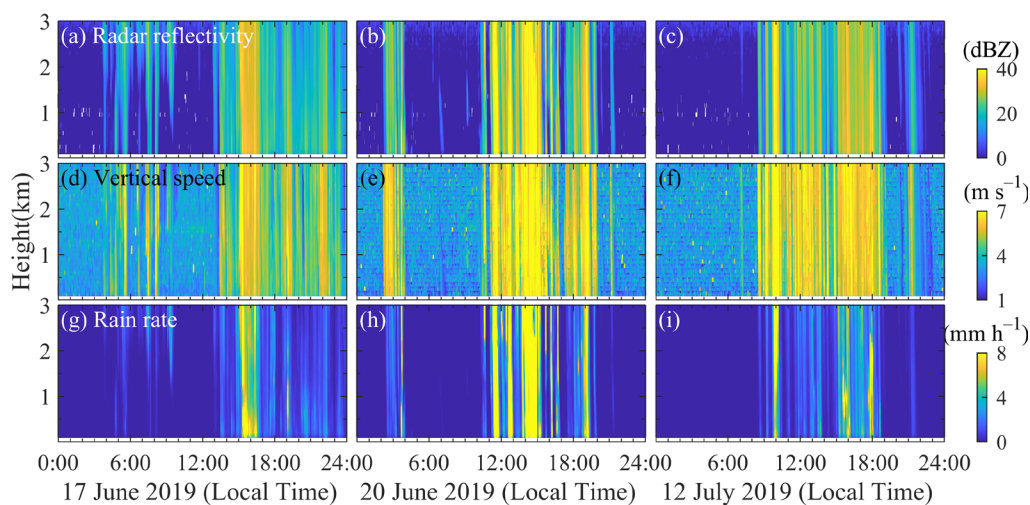 (a) Radar reflectivity
(b)
(c)
(dBZ)
40
20
0
(d) Vertical speed
(e)
(f)
(m s⁻¹)
7
4
1
(g) Rain rate
(h)
(i)
(mm h⁻¹)
8
4
0
Height(km)
3
2
1
3
2
1
3
2
1
0:00 6:00 12:00 18:00 24:00 6:00 12:00 18:00 24:00 6:00 12:00 18:00 24:00
17 June 2019 (Local Time) 20 June 2019 (Local Time) 12 July 2019 (Local Time)